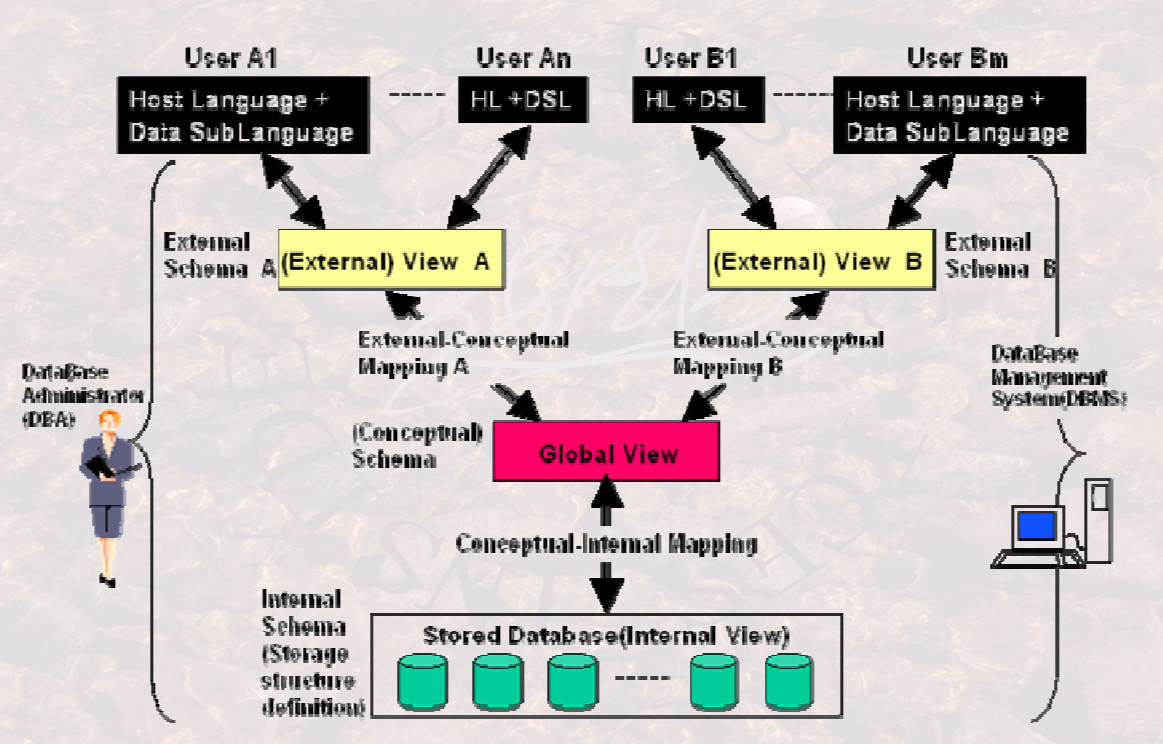 User A1
User An
User B1
User Bm
Host Language +
Data SubLanguage
HL +DSL
HL +DSL
Host Language +
Data SubLanguage
External
Schema A
(External) View A
(External) View B
External
Schema B
External-Conceptual
Mapping A
External-Conceptual
Mapping B
DataBase
Administrator
(DBA)
DataBase
Management
System(DBMS)
(Conceptual)
Schema
Global View
Conceptual-Internal Mapping
Internal
Schema
(Storage
structure
definition)
Stored Database(Internal View)